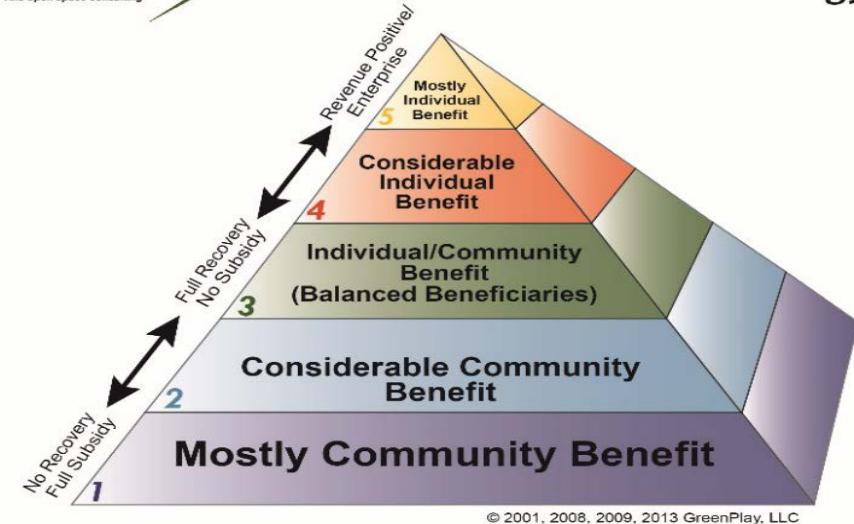 Revenue Positive/
Enterprise
Mostly
Individual
Benefit
5
Considerable
Individual
Benefit
4
Full Recovery
No Subsidy
Individual/Community
Benefit
(Balanced Beneficiaries)
3
Considerable Community
Benefit
2
No Recovery
Full Subsidy
Mostly Community Benefit
1
© 2001, 2008, 2009, 2013 GreenPlay, LLC